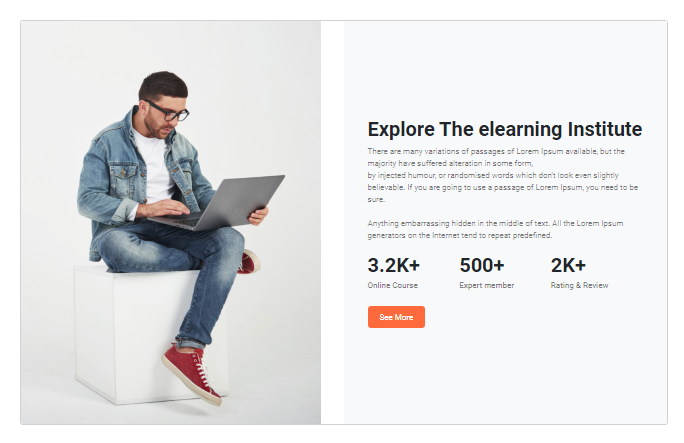 Explore The elearning Institute
There are many variations of passages of Lorem Ipsum available, but the
majority have suffered alteration in some form,
by injected humour, or randomised words which don't look even slightly
believable. If you are going to use a passage of Lorem Ipsum, you need to be
sure.
Anything embarrassing hidden in the middle of text. All the Lorem Ipsum
generators on the Internet tend to repeat predefined.
3.2K+ 500+ 2K+
Online Course Expert member Rating & Review
See More